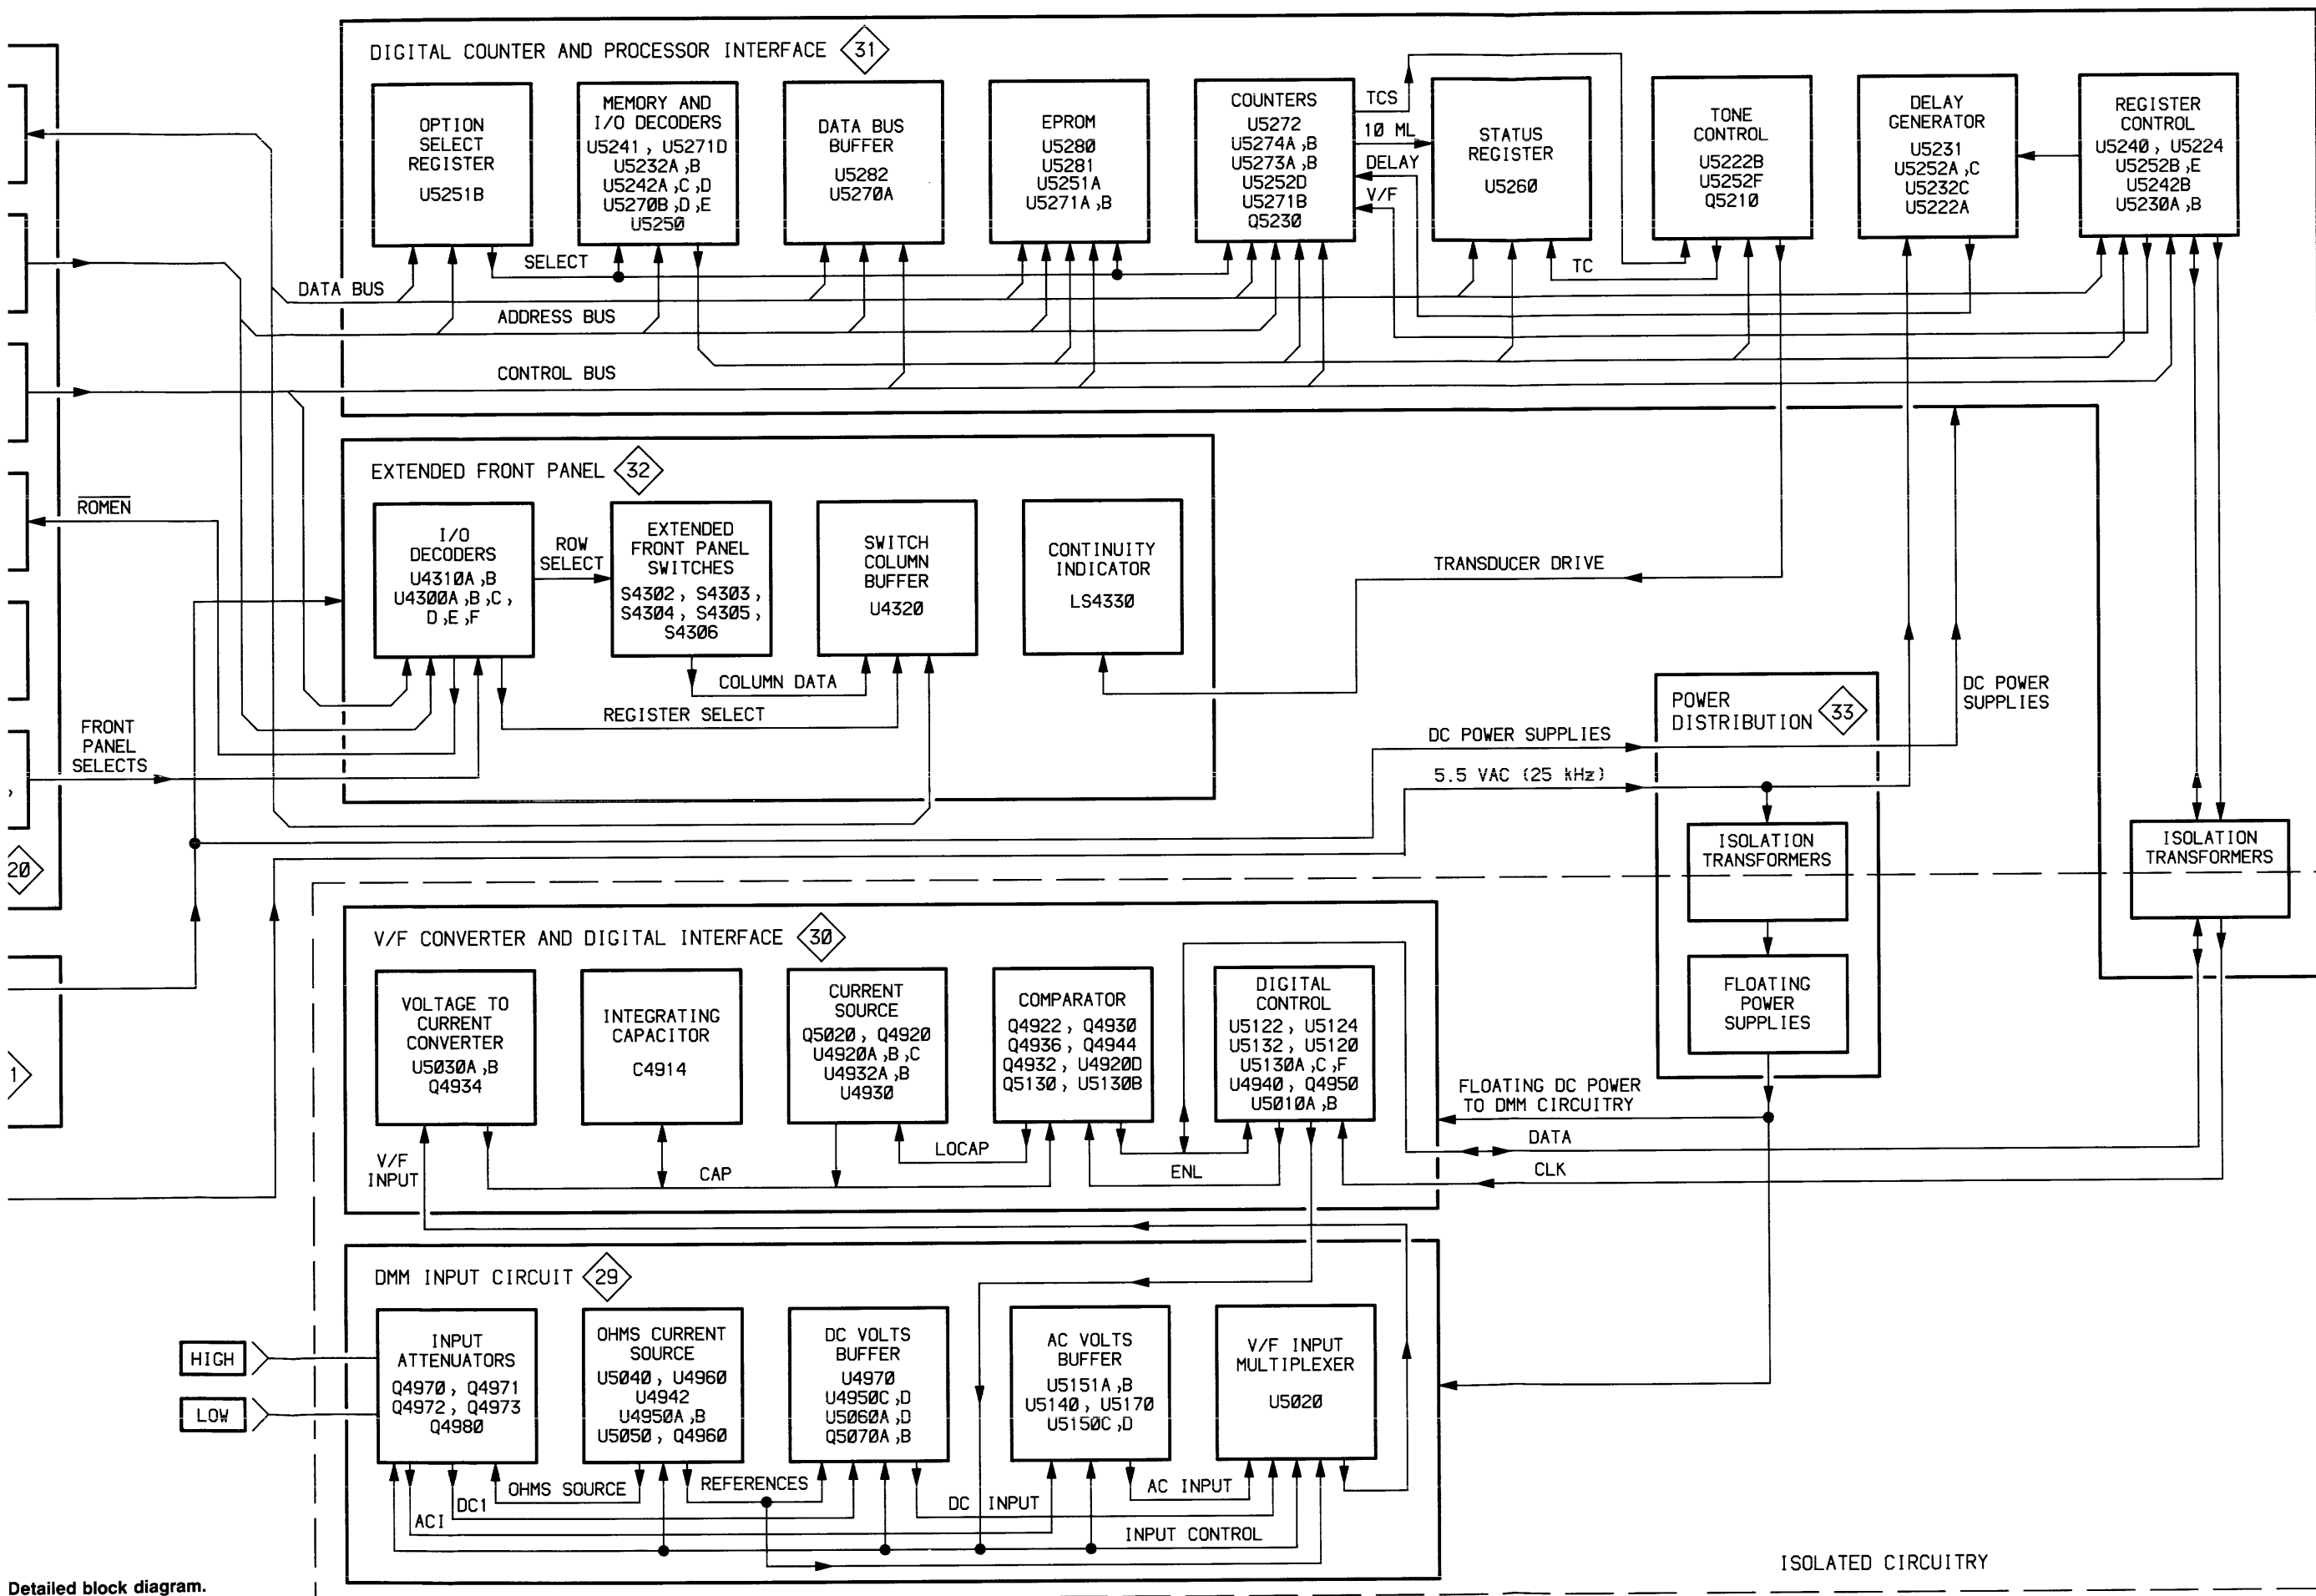 DIGITAL COUNTER AND PROCESSOR INTERFACE 31
OPTION
SELECT
REGISTER
U5251B
MEMORY AND
I/O DECODERS
U5241, U5271D
U5232A,B
U5242A,C,D
U5270B,D,E
U5250
DATA BUS
BUFFER
U5282
U5270A
EPROM
U5280
U5281
U5251A
U5271A,B
COUNTERS
U5272
U5274A,B
U5273A,B
U5252D
U5271B
Q5230
TCS
10 ML
DELAY
V/F
STATUS
REGISTER
U5260
TONE
CONTROL
U5222B
U5252F
Q5210
DELAY
GENERATOR
U5231
U5252A,C
U5232C
U5222A
REGISTER
CONTROL
U5240, U5224
U5252B,E
U5242B
U5230A,B
SELECT
TC
DATA BUS
ADDRESS BUS
CONTROL BUS
EXTENDED FRONT PANEL 32
ROMEN
I/O
DECODERS
U4310A,B
U4300A,B,C,
D,E,F
ROW
SELECT
EXTENDED
FRONT PANEL
SWITCHES
S4302, S4303,
S4304, S4305,
S4306
SWITCH
COLUMN
BUFFER
U4320
CONTINUITY
INDICATOR
LS4330
TRANSDUCER DRIVE
COLUMN DATA
REGISTER SELECT
FRONT
PANEL
SELECTS
,
DC POWER SUPPLIES
5.5 VAC (25 kHz)
POWER
DISTRIBUTION 33
DC POWER
SUPPLIES
ISOLATION
TRANSFORMERS
ISOLATION
TRANSFORMERS
FLOATING
POWER
SUPPLIES
20
1
V/F CONVERTER AND DIGITAL INTERFACE 30
VOLTAGE TO
CURRENT
CONVERTER
U5030A,B
Q4934
INTEGRATING
CAPACITOR
C4914
CURRENT
SOURCE
Q5020, Q4920
U4920A,B,C
U4932A,B
U4930
COMPARATOR
Q4922, Q4930
Q4936, Q4944
Q4932, U4920D
Q5130, U5130B
DIGITAL
CONTROL
U5122, U5124
U5132, U5120
U5130A,C,F
U4940, Q4950
U5010A,B
FLOATING DC POWER
TO DMM CIRCUITRY
V/F
INPUT
CAP
LOCAP
ENL
DATA
CLK
DMM INPUT CIRCUIT 29
HIGH
LOW
INPUT
ATTENUATORS
Q4970, Q4971
Q4972, Q4973
Q4980
OHMS CURRENT
SOURCE
U5040, U4960
U4942
U4950A,B
U5050, Q4960
DC VOLTS
BUFFER
U4970
U4950C,D
U5060A,D
Q5070A,B
AC VOLTS
BUFFER
U5151A,B
U5140, U5170
U5150C,D
V/F INPUT
MULTIPLEXER
U5020
OHMS SOURCE
REFERENCES
DC1
ACI
DC INPUT
AC INPUT
INPUT CONTROL
ISOLATED CIRCUITRY
Detailed block diagram.